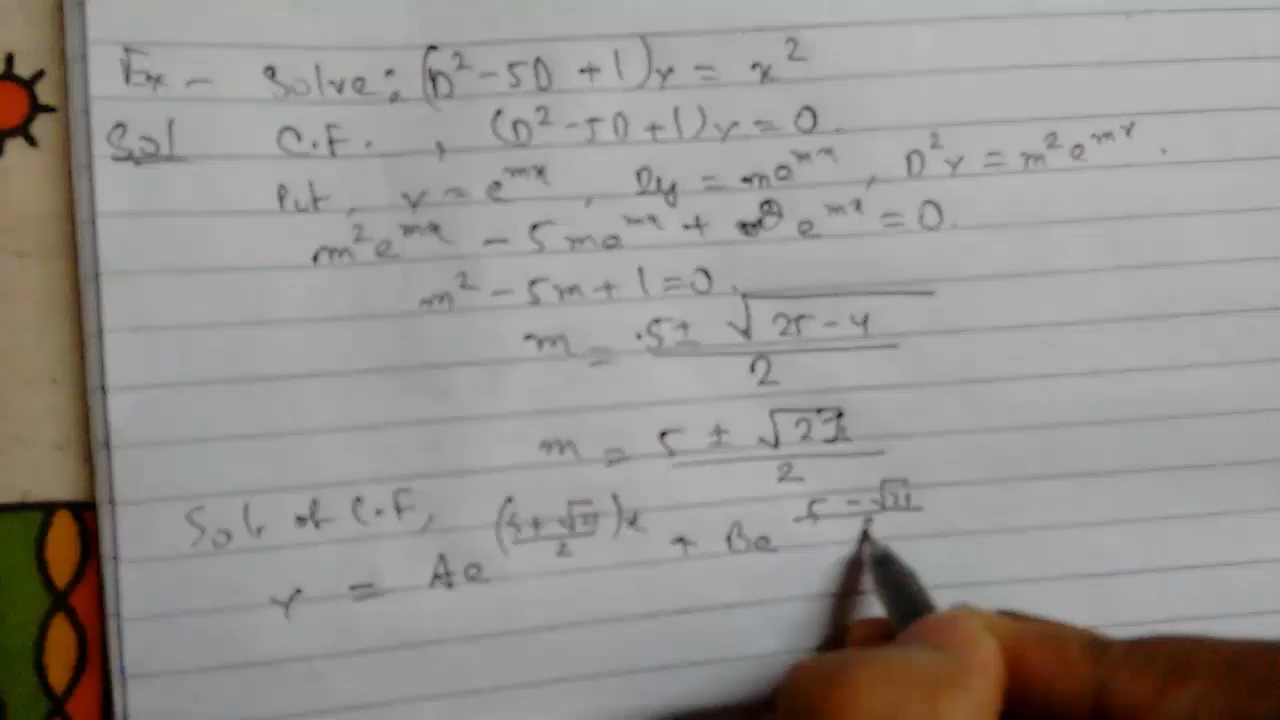 Ex - Solve: (D² - 5D + 1)y = x²
Sol C.F. , (D² - 5D + 1)y = 0.
Put, y = e^{mx}, Dy = me^{mx}, D²y = m²e^{mx}.
m²e^{mx} - 5me^{mx} + e^{mx} = 0.
m² - 5m + 1 = 0.
m = 5 ± √(25 - 4) / 2
m = 5 ± √21 / 2
Sol. of C.F,
y = Ae^{(5 + √21 / 2)x} + Be^{5 - √21 / 2}